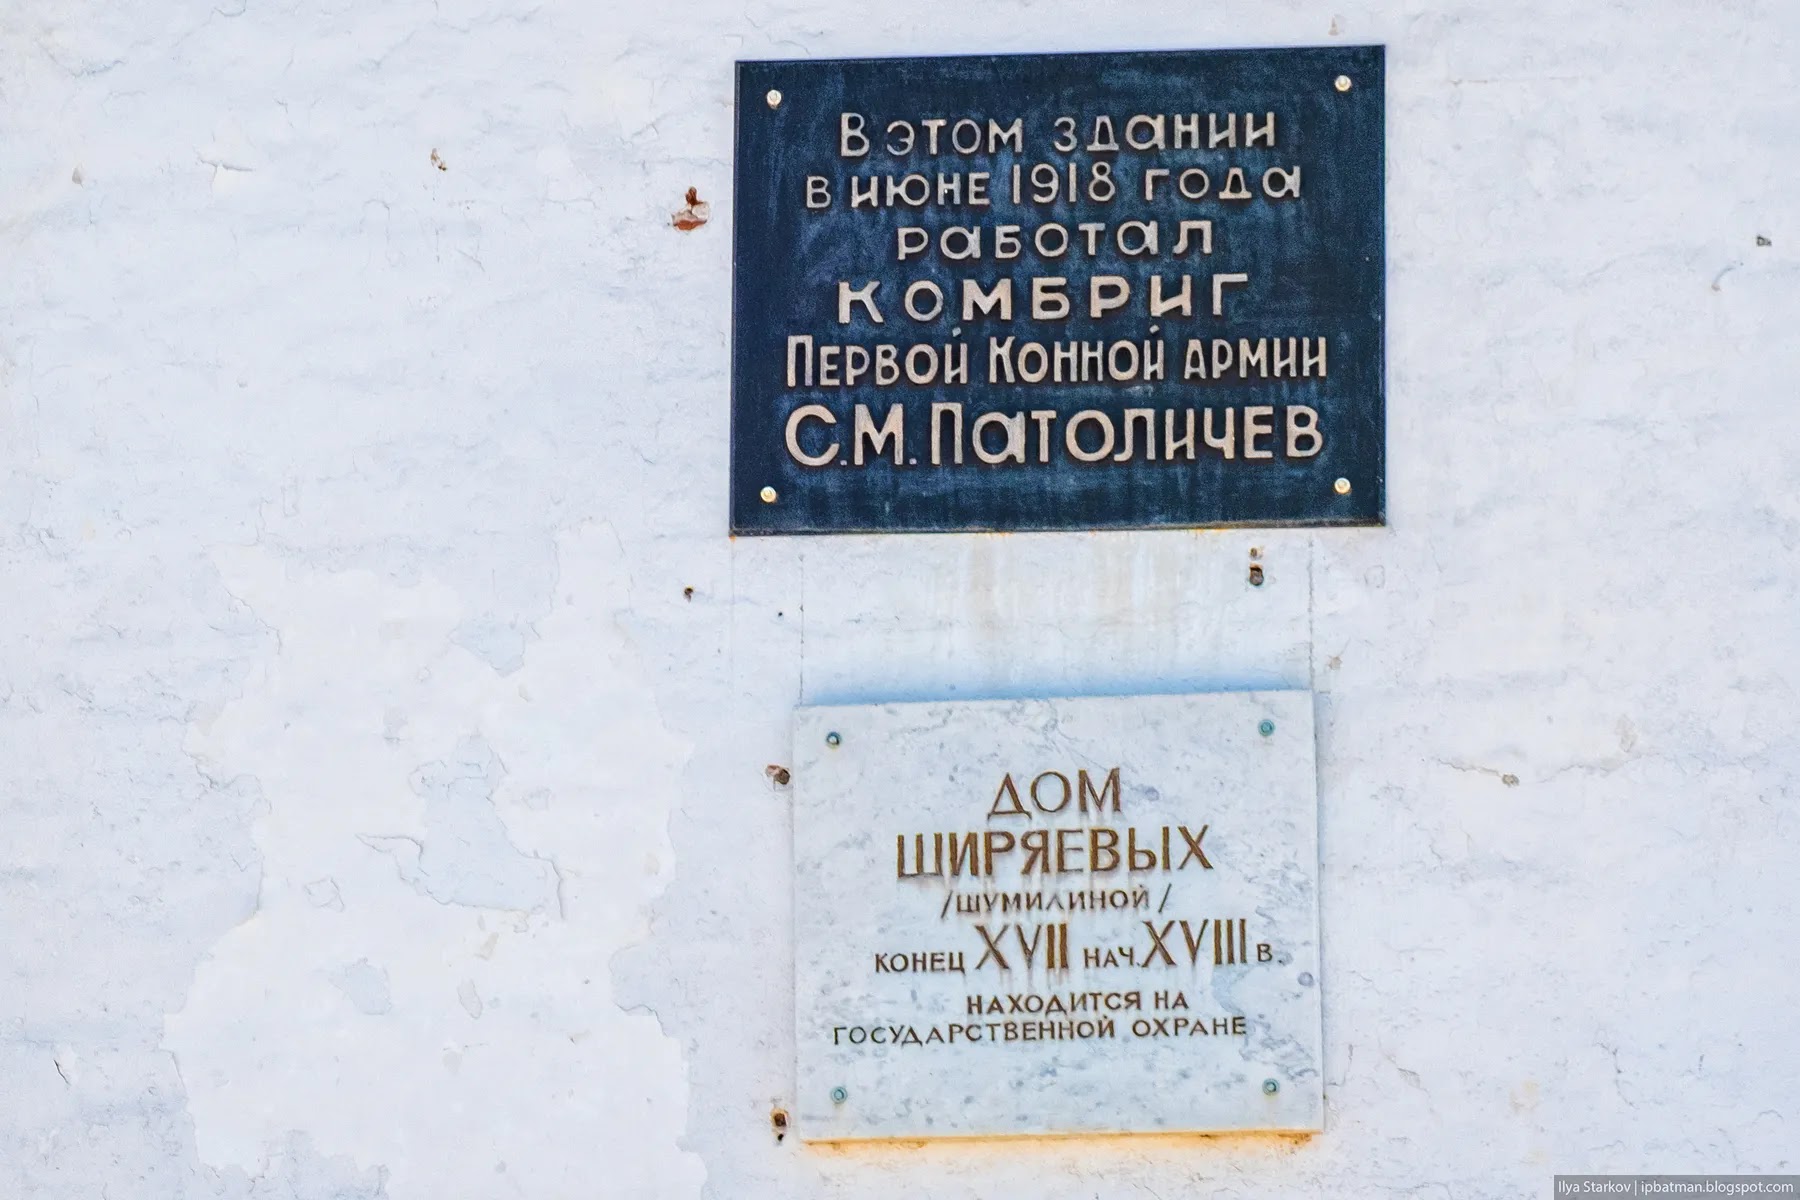 В ЭТОМ ЗДАНИИ
В ИЮНЕ 1918 ГОДА
РАБОТАЛ
КОМБРИГ
ПЕРВОЙ КОННОЙ АРМИИ
С.М. ПАТОЛИЧЕВ
ДОМ
ШИРЯЕВЫХ
/ШУМИЛИНОЙ/
КОНЕЦ XVII НАЧ. XVIII В.
НАХОДИТСЯ НА
ГОСУДАРСТВЕННОЙ ОХРАНЕ
Ilya Starkov | ipbatman.blogspot.com